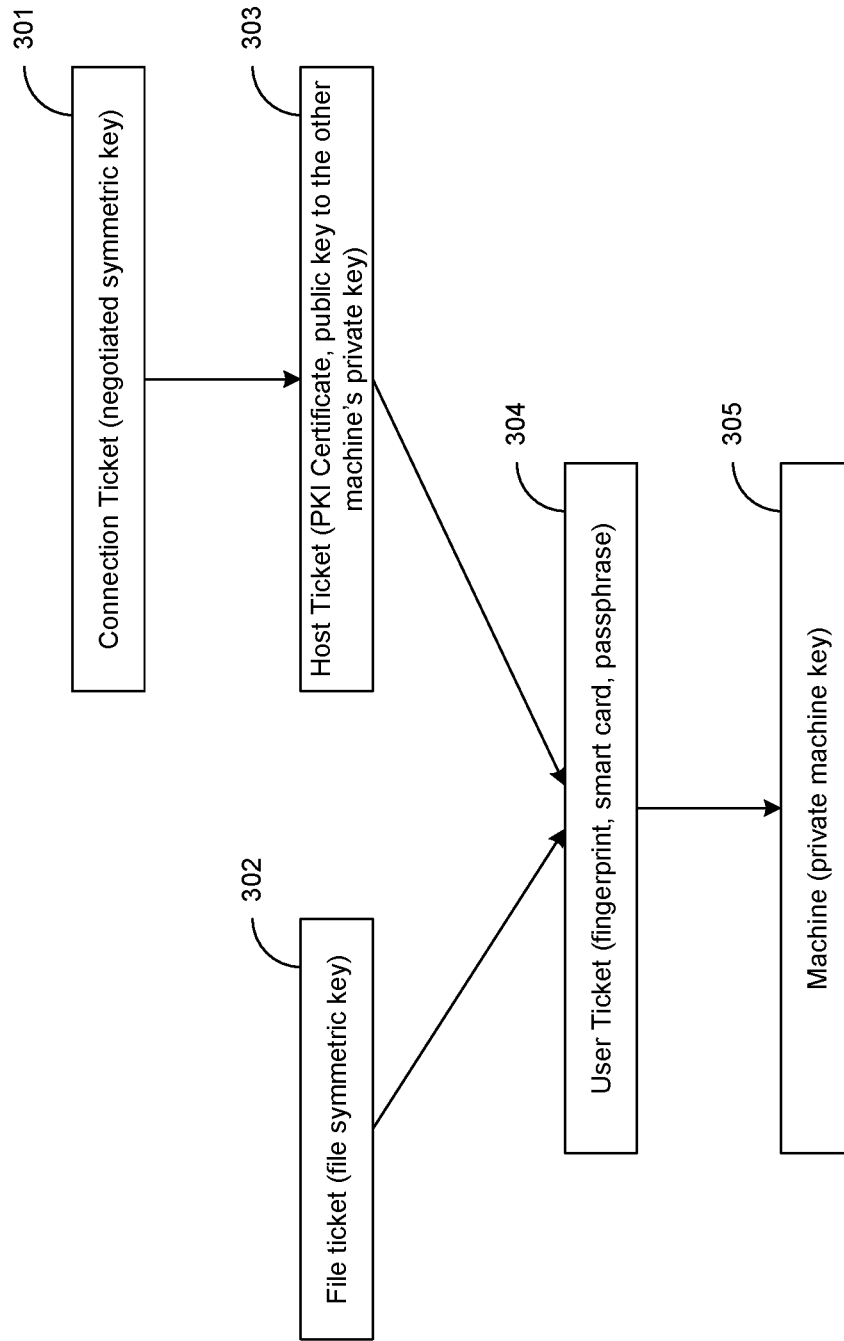 301
Connection Ticket (negotiated symmetric key)
303
Host Ticket (PKI Certificate, public key to the other
machine's private key)
302
File ticket (file symmetric key)
304
User Ticket (fingerprint, smart card, passphrase)
305
Machine (private machine key)